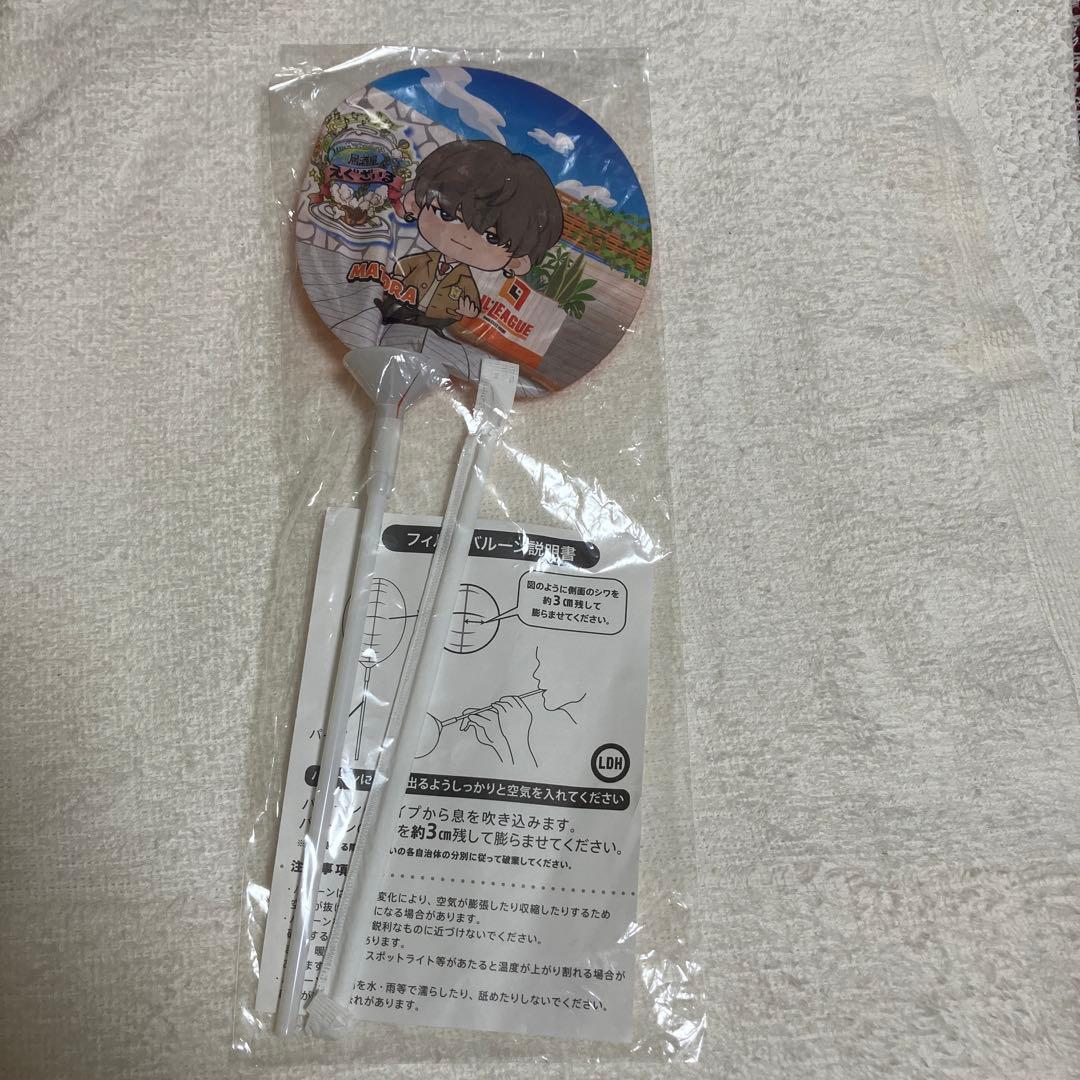 居酒屋
えぐざいる
MA
ORA
LEAGUE
フィル
バルーン説明書
図のように側面のシワを
約3cm残して
膨らませてください。
LDH
出るようしっかりと空気を入れてください
イプから息を吹き込みます。
を約3cm残して膨らませてください。
いの各自治体の分別に従って破棄してください。
注
事項
変化により、空気が膨張したり収縮したりするため
になる場合があります。
鋭利なものに近づけないでください。
あります。
スポットライト等があたると温度が上がり割れる場合が
を水・雨等で濡らしたり、舐めたりしないでください。
れがあります。